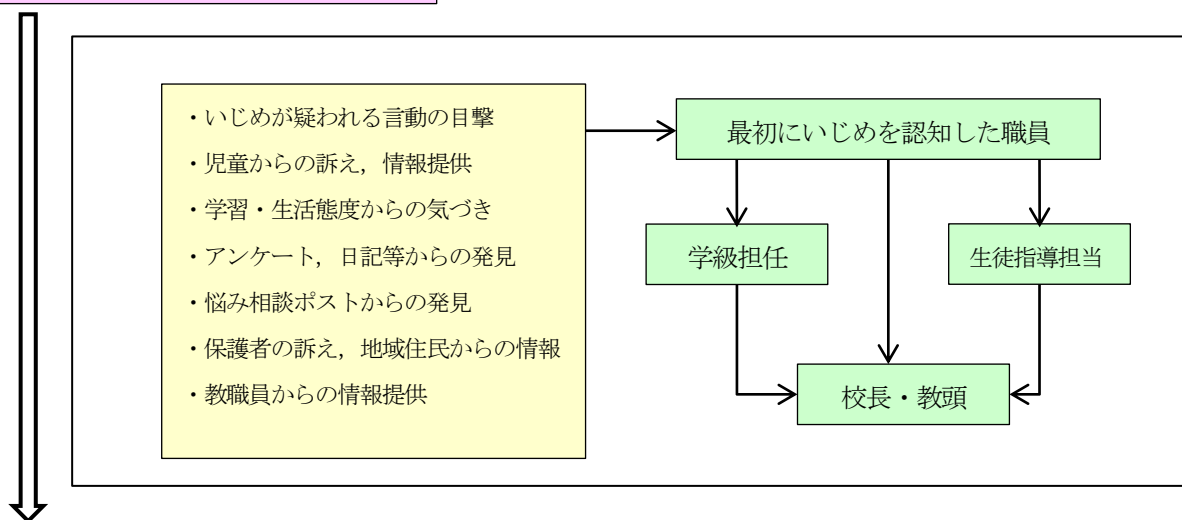 ・いじめが疑われる言動の目撃
・児童からの訴え，情報提供
・学習・生活態度からの気づき
・アンケート，日記等からの発見
・悩み相談ポストからの発見
・保護者の訴え，地域住民からの情報
・教職員からの情報提供
最初にいじめを認知した職員
学級担任
生徒指導担当
校長・教頭